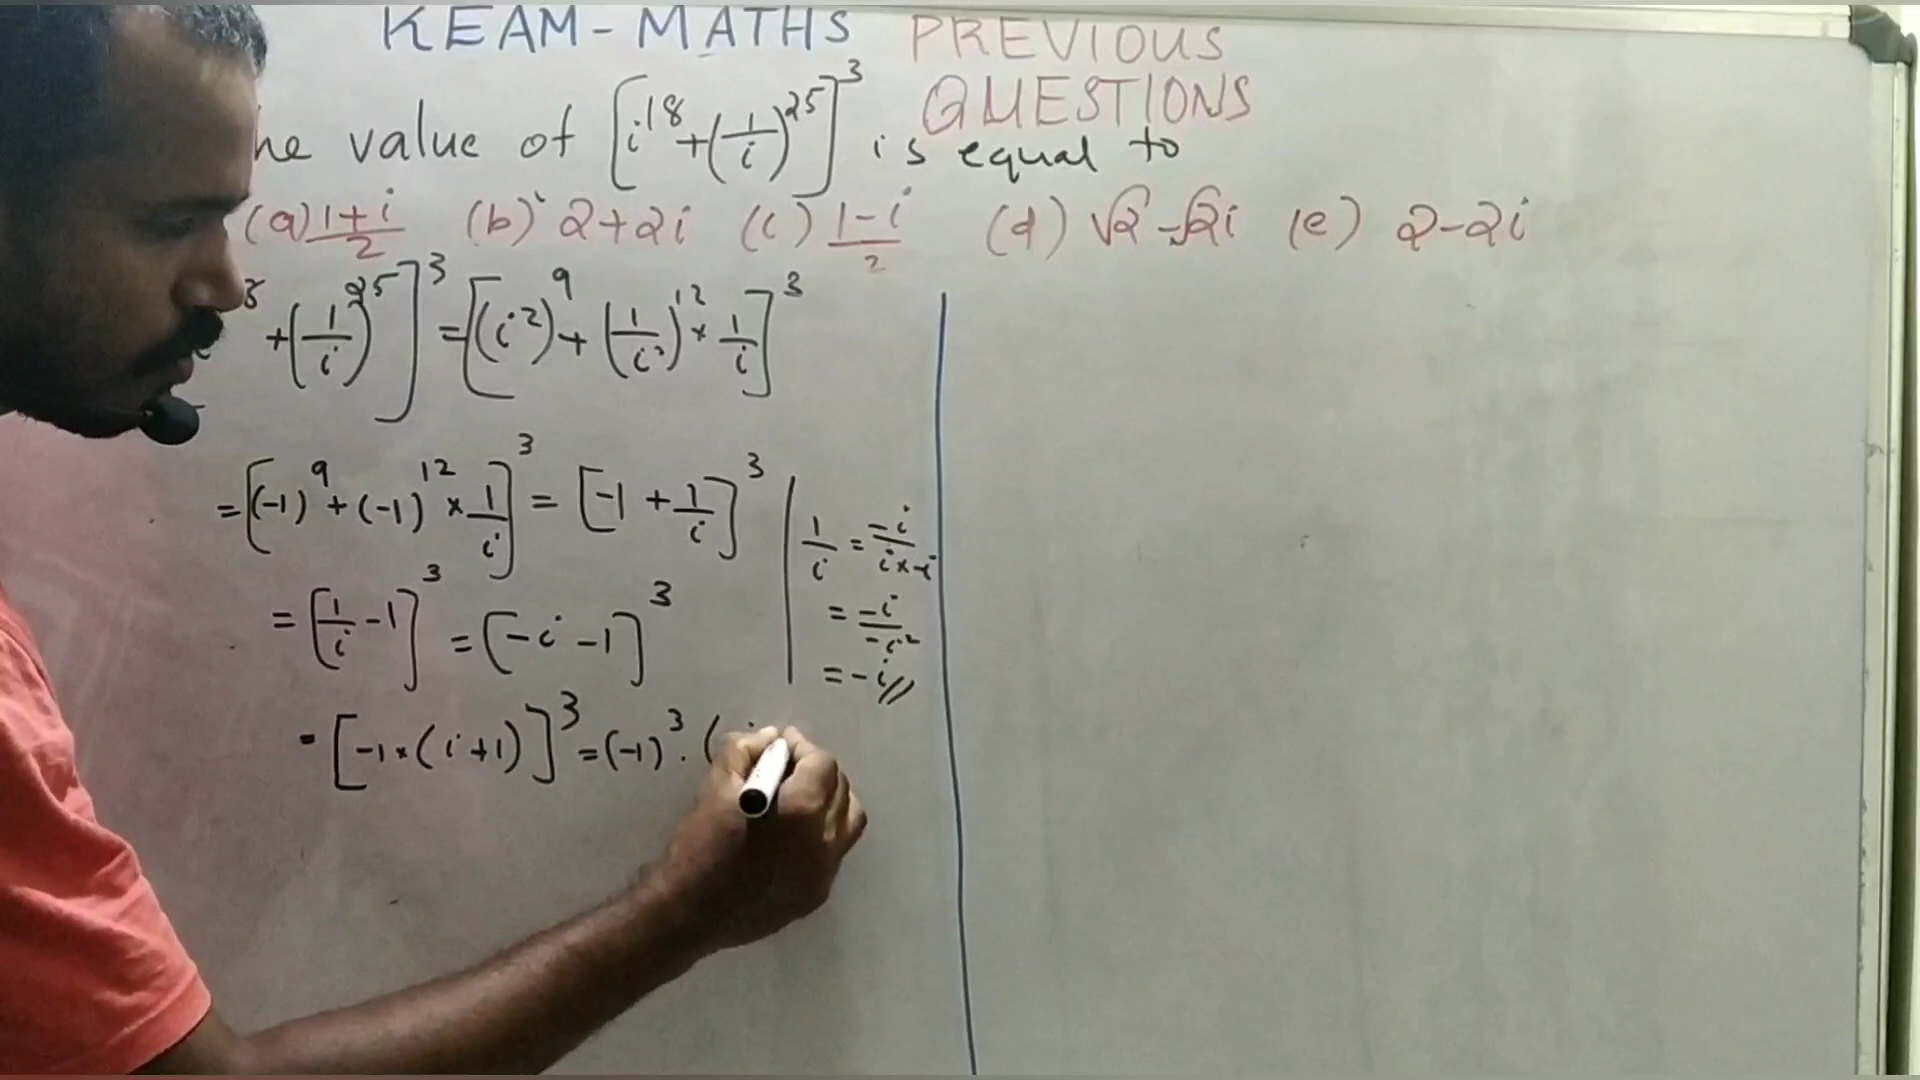 KEAM-MATHS PREVIOUS
QUESTIONS
he value of [i^18 + (1/i)^25]^3 is equal to
(a) 1+i/2 (b) 2+2i (c) 1-i/2 (d) √2-√2i (e) 2-2i
+(1/i)^25]^3 = [(i^2)^9 + (1/i^2)^12 × 1/i]^3
= [(-1)^9 + (-1)^12 × 1/i]^3 = [-1 + 1/i]^3
= [1/i - 1]^3 = [-i - 1]^3
= [-1×(i+1)]^3 = (-1)^3 . (
1/i = -i/i×-i
= -i/-i^2
= -i//